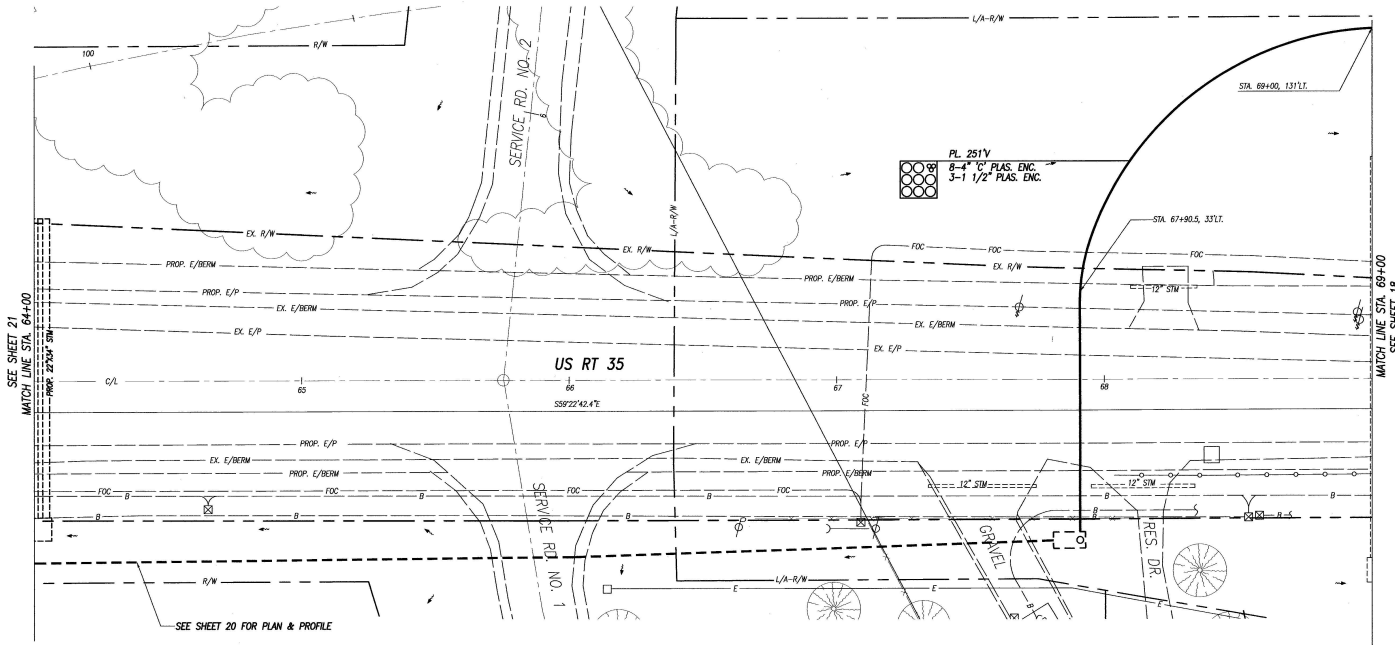 L/A-R/W
R/W
100
SERVICE RD. NO. 2
STA. 69+00, 131'LT.
PL. 251'V
8-4" 'C' PLAS. ENC.
3-1 1/2" PLAS. ENC.
L/A-R/W
STA. 67+90.5, 33'LT.
EX. R/W
EX. R/W
FOC
FOC
FOC
EX. R/W
PROP. E/BERM
PROP. E/BERM
12" STM
PROP. E/P
PROP. E/P
EX. E/BERM
EX. E/BERM
EX. E/P
EX. E/P
SEE SHEET 21
MATCH LINE STA. 64+00
PROP. 22"X34" STM
MATCH LINE STA. 69+00
SEE SHEET 18
US RT 35
C/L
65
66
67
68
S59°22'42.4"E
FOC
PROP. E/P
PROP. E/P
EX. E/BERM
EX. E/BERM
PROP. E/BERM
PROP. E/BERM
12" STM
12" STM
FOC
B
FOC
FOC
B
FOC
B
B
B
B
B
B
B
B
SERVICE RD. NO. 1
GRAVEL
RES. DR.
R/W
L/A-R/W
E
E
E
B
SEE SHEET 20 FOR PLAN & PROFILE